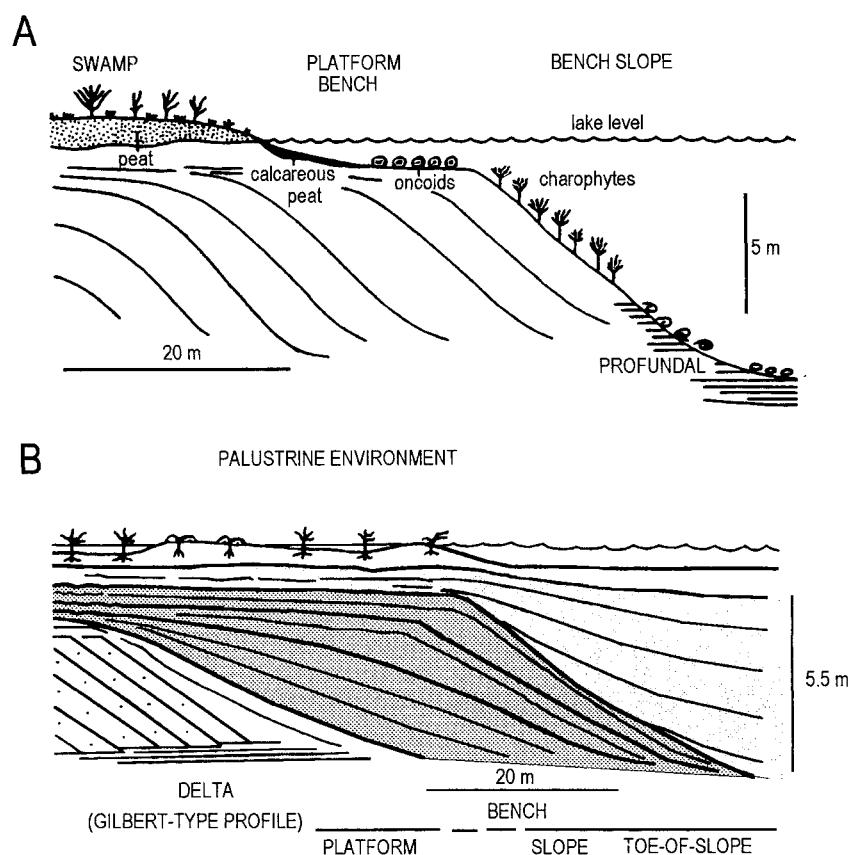 A
SWAMP
PLATFORM
BENCH
BENCH SLOPE
lake level
peat
calcareous
peat
oncoids
charophytes
5 m
20 m
PROFUNDAL
B
PALUSTRINE ENVIRONMENT
5.5 m
20 m
DELTA
(GILBERT-TYPE PROFILE)
BENCH
PLATFORM
SLOPE
TOE-OF-SLOPE